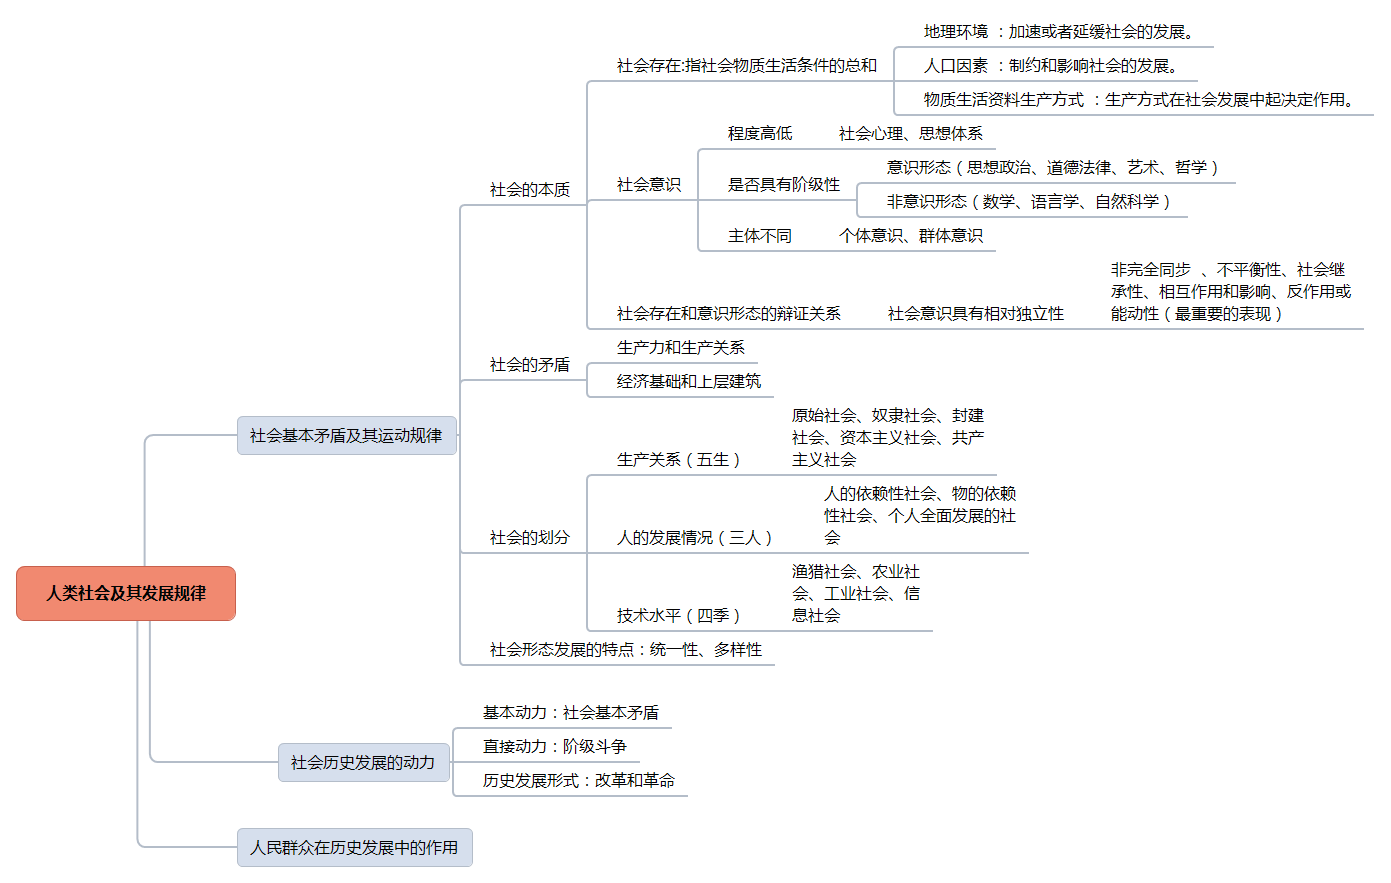 地理环境 ：加速或者延缓社会的发展。
社会存在:指社会物质生活条件的总和
人口因素 ：制约和影响社会的发展。
物质生活资料生产方式 ：生产方式在社会发展中起决定作用。
程度高低
社会心理、思想体系
社会的本质
社会意识
是否具有阶级性
意识形态（思想政治、道德法律、艺术、哲学）
非意识形态（数学、语言学、自然科学）
主体不同
个体意识、群体意识
社会存在和意识形态的辩证关系
社会意识具有相对独立性
非完全同步 、不平衡性、社会继
承性、相互作用和影响、反作用或
能动性（最重要的表现）
社会的矛盾
生产力和生产关系
经济基础和上层建筑
社会基本矛盾及其运动规律
生产关系（五生）
原始社会、奴隶社会、封建
社会、资本主义社会、共产
主义社会
社会的划分
人的发展情况（三人）
人的依赖性社会、物的依赖
性社会、个人全面发展的社
会
技术水平（四季）
渔猎社会、农业社
会、工业社会、信
息社会
社会形态发展的特点：统一性、多样性
人类社会及其发展规律
社会历史发展的动力
基本动力：社会基本矛盾
直接动力：阶级斗争
历史发展形式：改革和革命
人民群众在历史发展中的作用